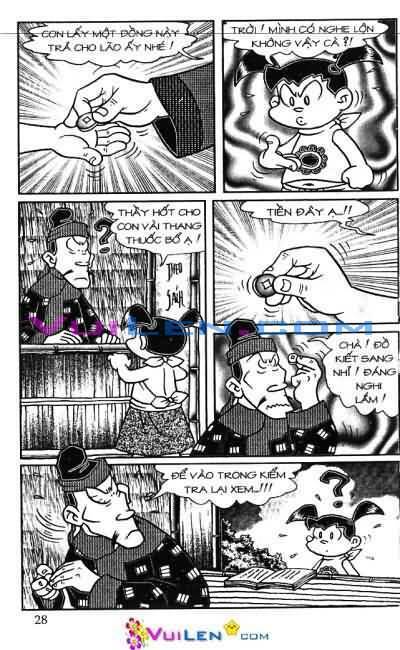 CON LẤY MỘT ĐỒNG NÀY
TRẢ CHO LÃO ẤY NHÉ !
TRỜI ! MÌNH CÓ NGHE LỘN
KHÔNG VẬY CÀ ?!
THẦY HỐT CHO
CON VÀI THANG
THUỐC BỔ Ạ !
?
TIỀN ĐÂY Ạ...!!
VUILEN.COM
CHÀ ! ĐỒ
KIẾT SANG
NHỈ ! ĐÁNG
NGHI
LẮM !
ĐỂ VÀO TRONG KIỂM
TRA LẠI XEM...!!!
?
28
VUILEN.COM